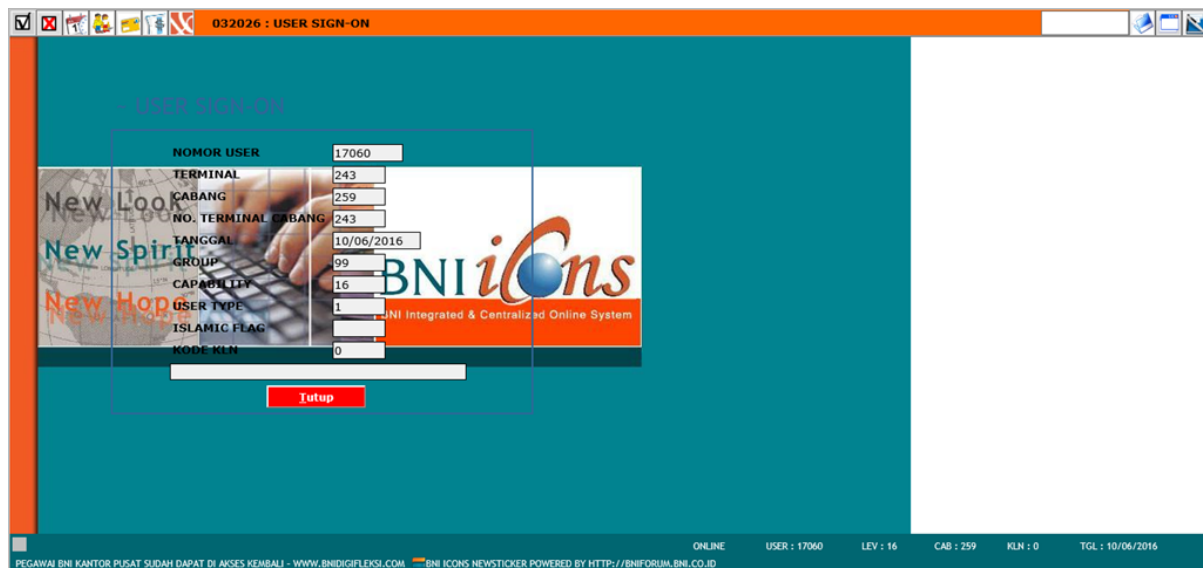 032026 : USER SIGN-ON
- USER SIGN-ON
NOMOR USER 17060
TERMINAL 243
CABANG 259
NO. TERMINAL CABANG 243
TANGGAL 10/06/2016
GROUP 99
CAPABILITY 16
USER TYPE 1
ISLAMIC FLAG
KODE KLN 0
Tutup
New Look
New Spirit
New Hope
BNI icons
BNI Integrated & Centralized Online System
ONLINE USER : 17060 LEV : 16 CAB : 259 KLN : 0 TGL : 10/06/2016
PEGAWAI BNI KANTOR PUSAT SUDAH DAPAT DI AKSES KEMBALI - WWW.BNIDIGIFLEKSI.COM BNI ICONS NEWSTICKER POWERED BY HTTP://BNIFORUM.BNI.CO.ID